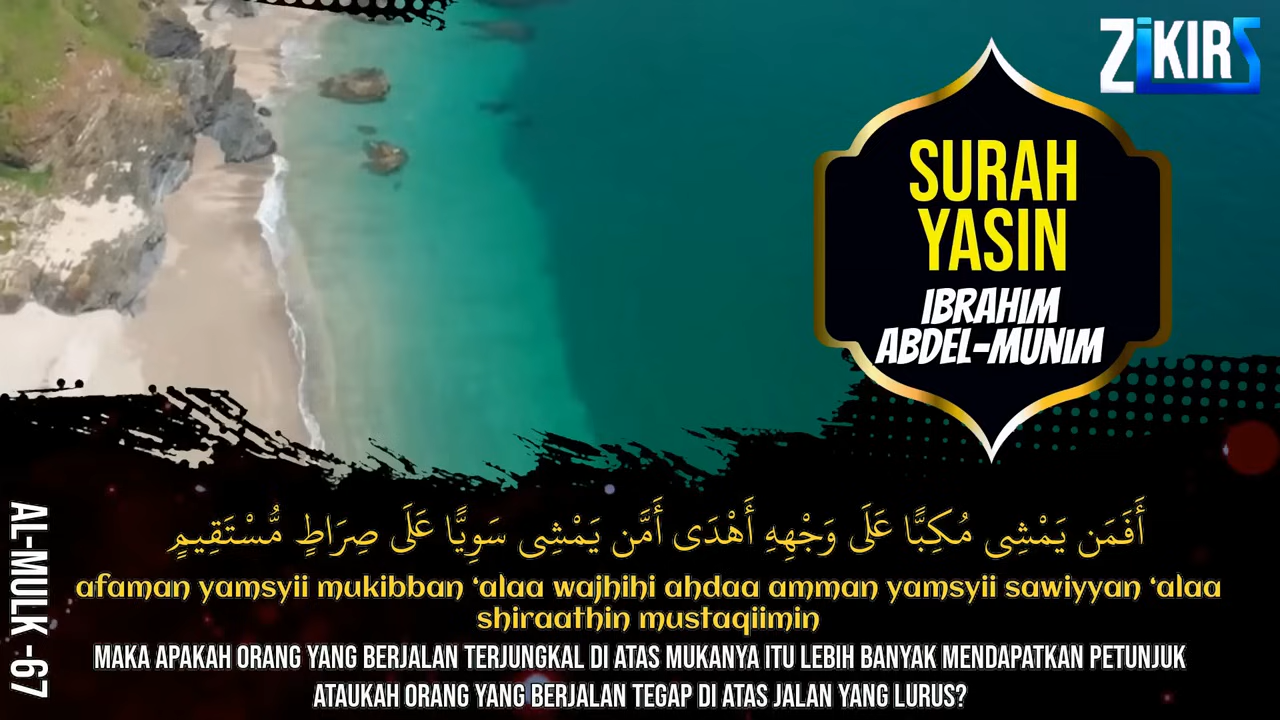 ZiKIRS
SURAH
YASIN
IBRAHIM
ABDEL-MUNIM
AL-MULK -67
أَفَمَن يَمْشِى مُكِبًّا عَلَى وَجْهِهِ أَهْدَى أَمَّن يَمْشِى سَوِيًّا عَلَى صِرَاطٍ مُّسْتَقِيمٍ
afaman yamsyii mukibban ‘alaa wajhihi ahdaa amman yamsyii sawiyyan ‘alaa
shiraathin mustaqiimin
MAKA APAKAH ORANG YANG BERJALAN TERJUNGKAL DI ATAS MUKANYA ITU LEBIH BANYAK MENDAPATKAN PETUNJUK
ATAUKAH ORANG YANG BERJALAN TEGAP DI ATAS JALAN YANG LURUS?